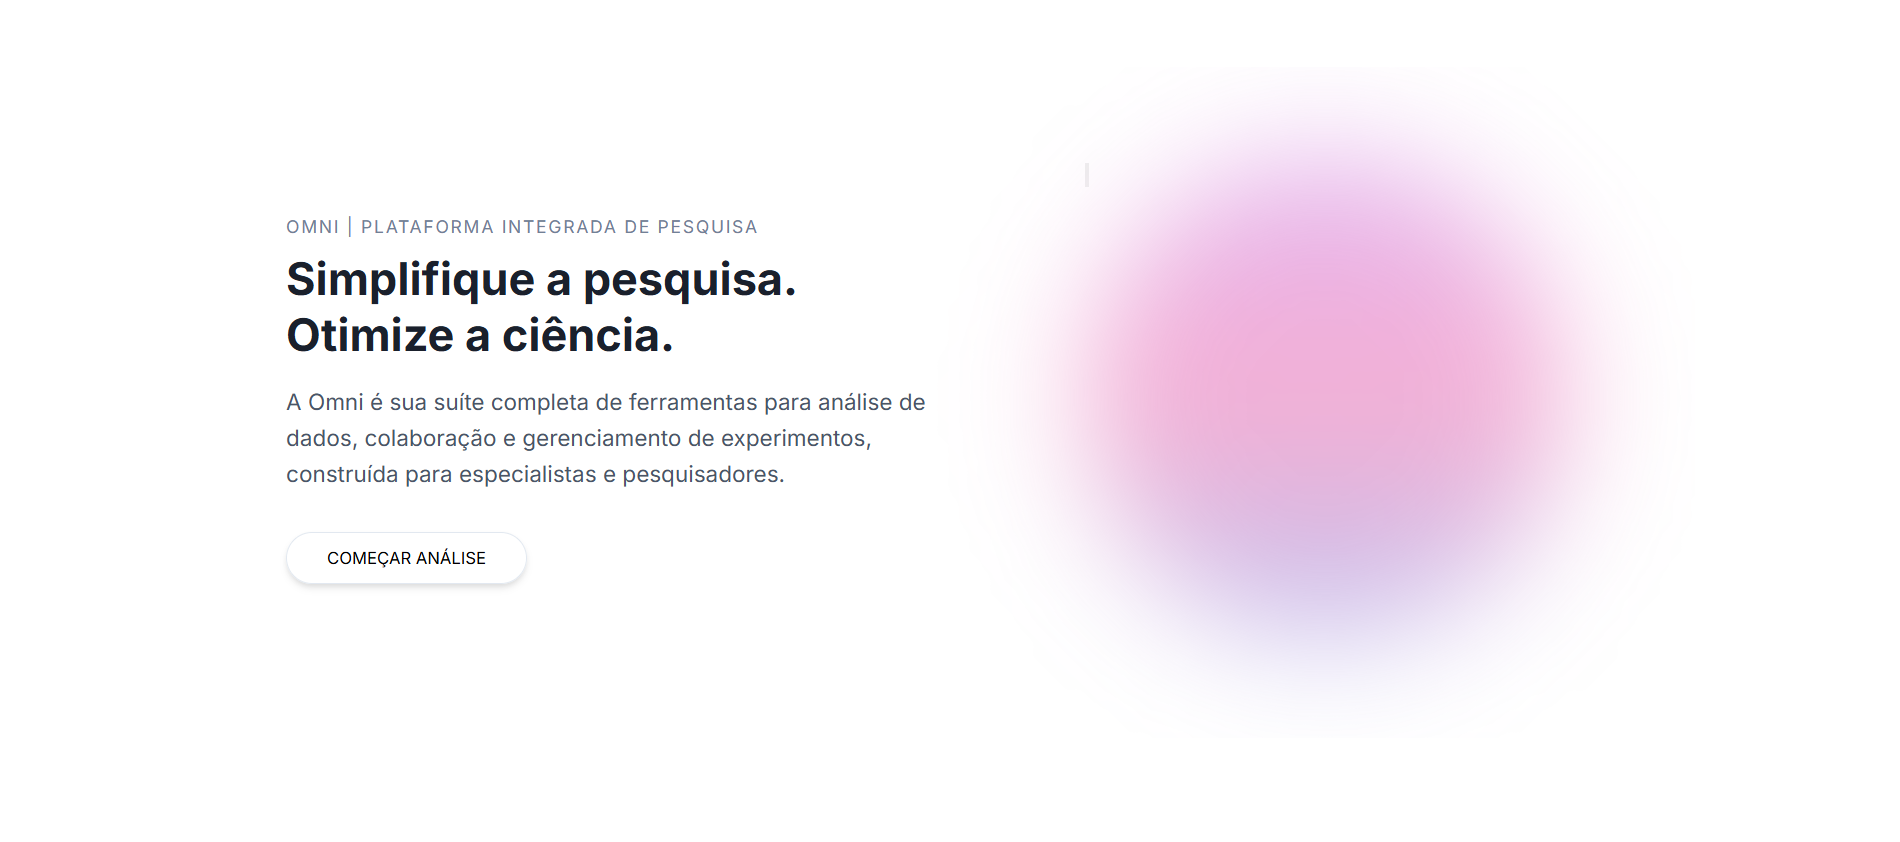 OMNI | PLATAFORMA INTEGRADA DE PESQUISA
Simplifique a pesquisa.
Otimize a ciência.
A Omni é sua suíte completa de ferramentas para análise de
dados, colaboração e gerenciamento de experimentos,
construída para especialistas e pesquisadores.
COMEÇAR ANÁLISE